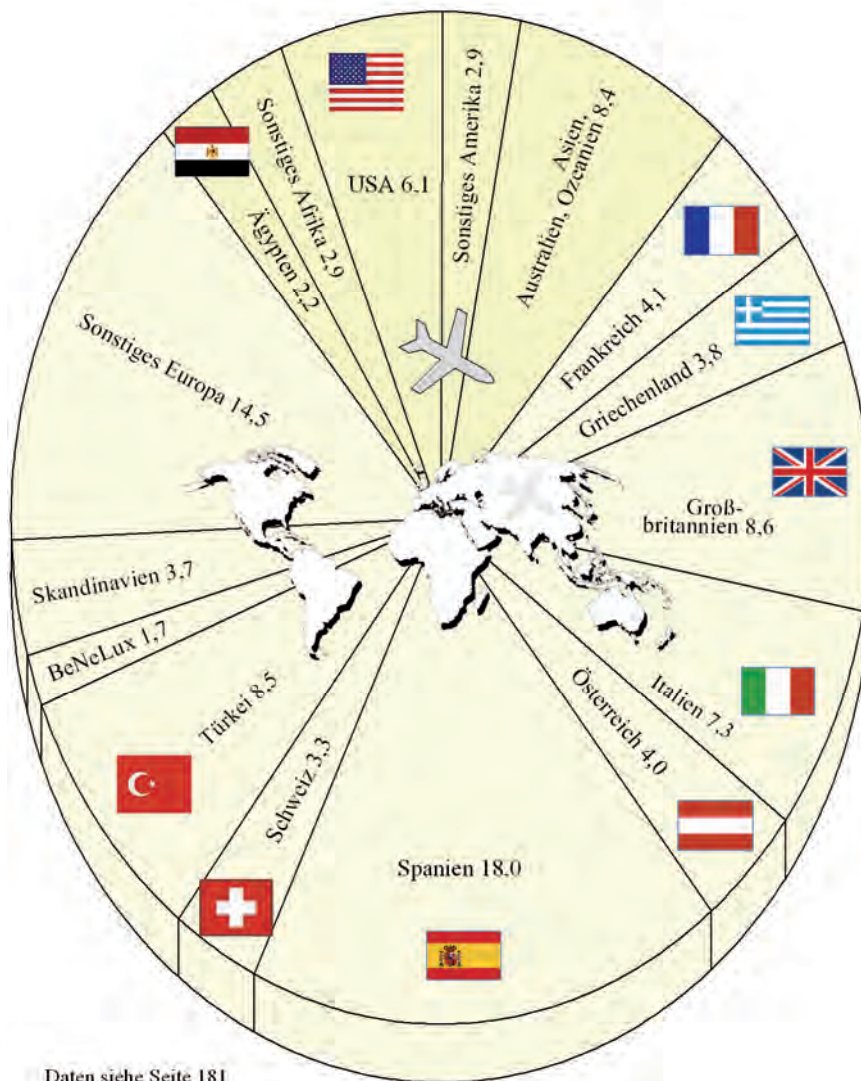 Sonstiges Amerika 2,9
Asien,
Australien, Ozeanien 8,4
Frankreich 4,1
Griechenland 3,8
Groß-
britannien 8,6
Italien 7,3
Österreich 4,0
Spanien 18,0
Schweiz 3,3
Türkei 8,5
BeNeLux 1,7
Skandinavien 3,7
Sonstiges Europa 14,5
Ägypten 2,2
Sonstiges Afrika 2,9
USA 6,1
Daten siehe Seite 181